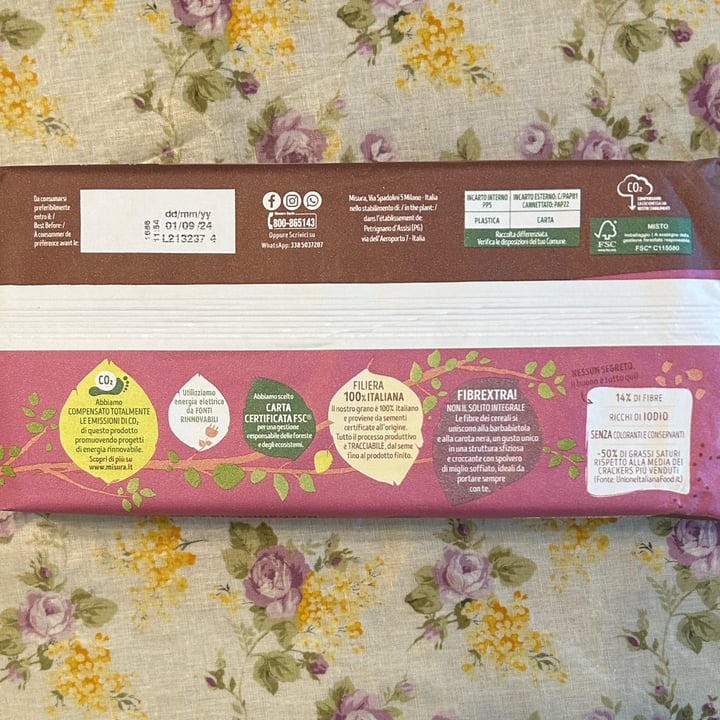 Da consumarsi
preferibilmente
entro il: /
Best Before: /
À consommer de
préférence avant le:
dd/mm/yy
01/09 /24
L213237 4
1686
11:54
800-865143
Oppure Scrivici su
WhatsApp: 338 5037207
Misura, Via Spadolini 5 Milano - Italia
nello stabilimento di: / in the plant: /
dans l'établissement de:
Petrignano d'Assisi (PG)
via dell'Aeroporto 7 - Italia
INCARTO INTERNO
PP5
INCARTO ESTERNO: C/PAP81
CANNETTATO: PAP22
PLASTICA
CARTA
Raccolta differenziata.
Verifica le disposizioni del tuo Comune.
CO₂
FSC
MISTO
FSC® C115580
CO₂
Abbiamo
COMPENSATO TOTALMENTE
LE EMISSIONI DI CO₂
di questo prodotto
promuovendo progetti
di energia rinnovabile.
Scopri di più su
www.misura.it
Utilizziamo
energia elettrica
da FONTI
RINNOVABILI
Abbiamo scelto
CARTA
CERTIFICATA FSC®
per una gestione
responsabile delle foreste
e degli ecosistemi.
FILIERA
100% ITALIANA
Il nostro grano è 100% italiano
e proviene da sementi
certificate all'origine.
Tutto il processo produttivo
è TRACCIABILE, dal seme
fino al prodotto finito.
FIBREXTRA!
NON IL SOLITO INTEGRALE
Le fibre dei cereali si
uniscono alla barbabietola
e alla carota nera, un gusto unico
in una struttura sfiziosa
e croccante con spolvero
di miglio soffiato, ideali da
portare sempre
con te.
NESSUN SEGRETO.
Il buono è tutto qui!
14% DI FIBRE
RICCHI DI IODIO
SENZA COLORANTI E CONSERVANTI
-50% DI GRASSI SATURI
RISPETTO ALLA MEDIA DEI
CRACKERS PIÙ VENDUTI
(Fonte: UnioneItalianaFood.it)